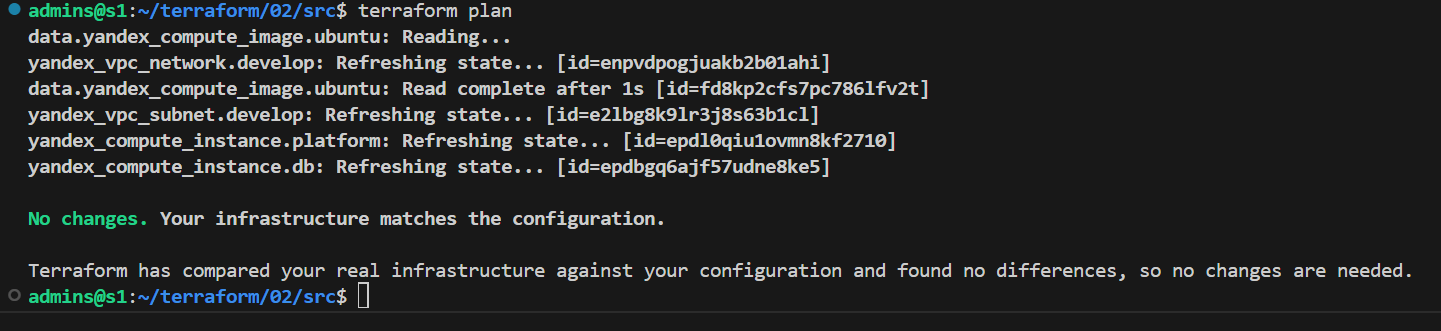 admins@s1:~/terraform/02/src$ terraform plan
data.yandex_compute_image.ubuntu: Reading...
yandex_vpc_network.develop: Refreshing state... [id=enpvdpogjuakb2b01ahi]
data.yandex_compute_image.ubuntu: Read complete after 1s [id=fd8kp2cfs7pc786lfv2t]
yandex_vpc_subnet.develop: Refreshing state... [id=e2lbg8k9lr3j8s63b1cl]
yandex_compute_instance.platform: Refreshing state... [id=epdl0qiu1ovmn8kf2710]
yandex_compute_instance.db: Refreshing state... [id=epdbgq6ajf57udne8ke5]
No changes. Your infrastructure matches the configuration.
Terraform has compared your real infrastructure against your configuration and found no differences, so no changes are needed.
admins@s1:~/terraform/02/src$